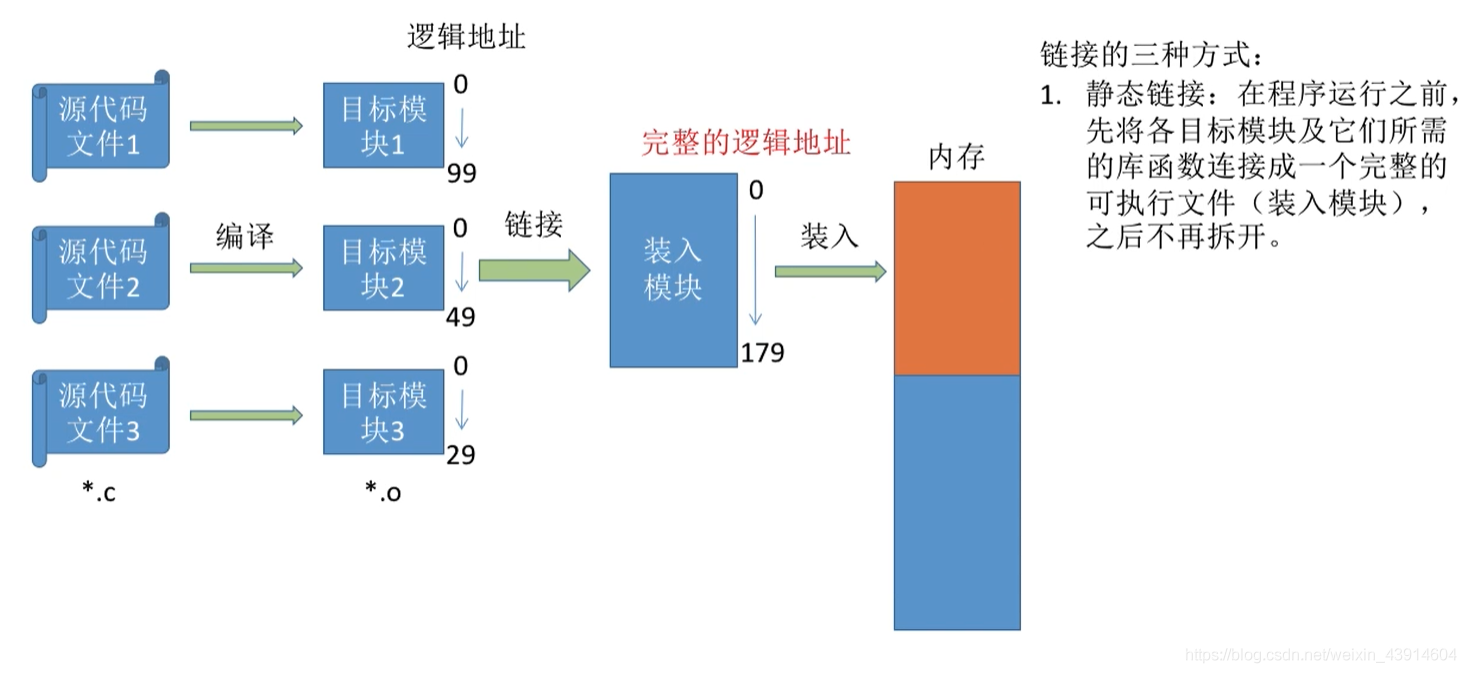 逻辑地址
源代码
文件1
目标模
块1
0
99
源代码
文件2
编译
目标模
块2
0
49
链接
源代码
文件3
目标模
块3
0
29
*.c
*.o
完整的逻辑地址
装入
模块
0
179
装入
内存
链接的三种方式：
1. 静态链接：在程序运行之前，
先将各目标模块及它们所需
的库函数连接成一个完整的
可执行文件（装入模块），
之后不再拆开。
https://blog.csdn.net/weixin_43914604